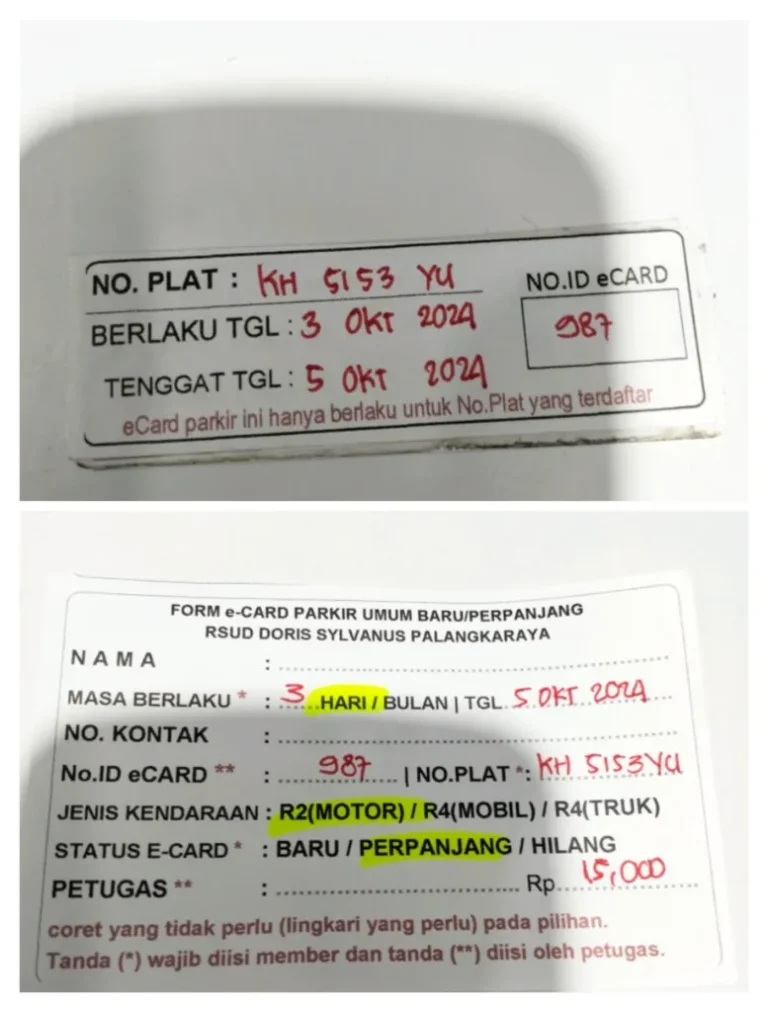 NO. PLAT : KH 5153 YU
NO.ID eCARD
BERLAKU TGL : 3 OKT 2024
987
TENGGAT TGL : 5 OKT 2024
eCard parkir ini hanya berlaku untuk No.Plat yang terdaftar
FORM e-CARD PARKIR UMUM BARU/PERPANJANG
RSUD DORIS SYLVANUS PALANGKARAYA
N A M A : ..........
MASA BERLAKU * : 3 HARI / BULAN | TGL. 5 OKT 2024
NO. KONTAK : ..........
No.ID eCARD ** : 987 | NO.PLAT *: KH 5153 YU
JENIS KENDARAAN : R2(MOTOR) / R4(MOBIL) / R4(TRUK)
STATUS E-CARD * : BARU / PERPANJANG / HILANG
PETUGAS ** : .......... Rp. 15,000
coret yang tidak perlu (lingkari yang perlu) pada pilihan.
Tanda (*) wajib diisi member dan tanda (**) diisi oleh petugas.